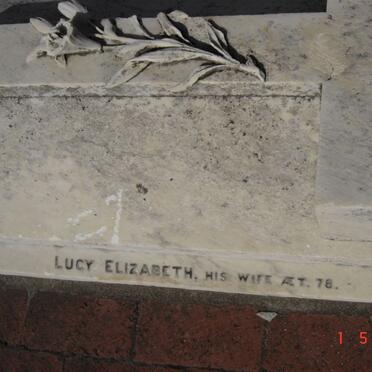 LUCY ELIZABETH, HIS WIFE ÆT. 78.
1 5